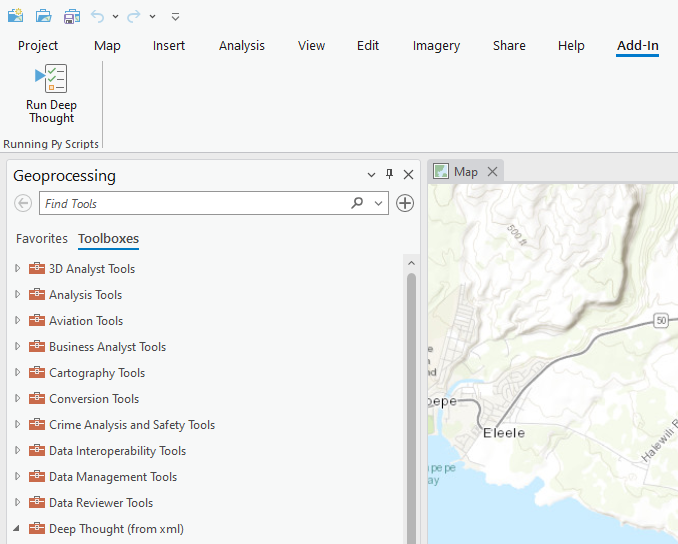 Project Map Insert Analysis View Edit Imagery Share Help Add-In
Run Deep
Thought
Running Py Scripts
Geoprocessing
Map
Find Tools
Favorites Toolboxes
3D Analyst Tools
Analysis Tools
Aviation Tools
Business Analyst Tools
Cartography Tools
Conversion Tools
Crime Analysis and Safety Tools
Data Interoperability Tools
Data Management Tools
Data Reviewer Tools
Deep Thought (from xml)
500 ft
50
epe
Eleele
Halewili R
a pe pe
ay